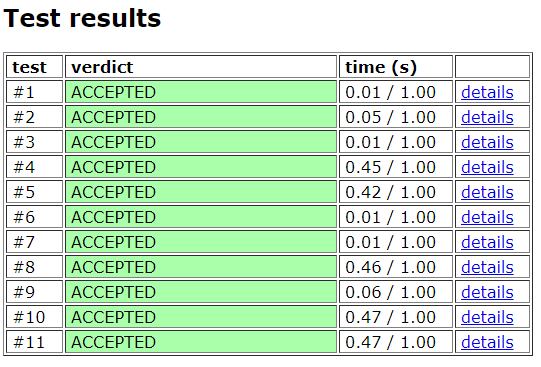 Test results
test verdict time (s)
#1 ACCEPTED 0.01 / 1.00 details
#2 ACCEPTED 0.05 / 1.00 details
#3 ACCEPTED 0.01 / 1.00 details
#4 ACCEPTED 0.45 / 1.00 details
#5 ACCEPTED 0.42 / 1.00 details
#6 ACCEPTED 0.01 / 1.00 details
#7 ACCEPTED 0.01 / 1.00 details
#8 ACCEPTED 0.46 / 1.00 details
#9 ACCEPTED 0.06 / 1.00 details
#10 ACCEPTED 0.47 / 1.00 details
#11 ACCEPTED 0.47 / 1.00 details